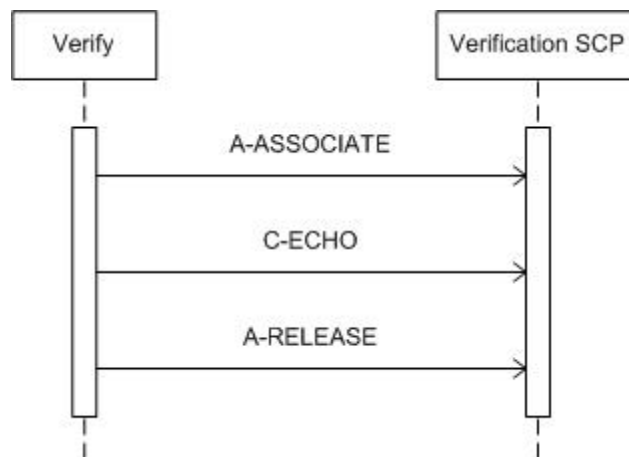 Verify
Verification SCP
A-ASSOCIATE
C-ECHO
A-RELEASE